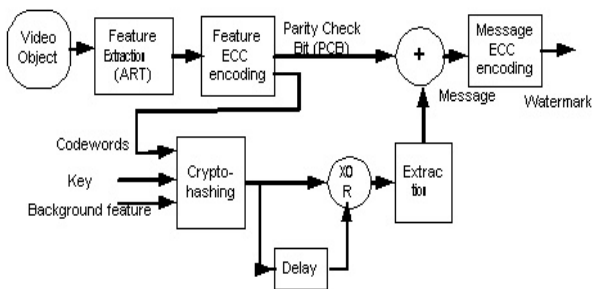 Video
Object
Feature
Extraction
(ART)
Feature
ECC
encoding
Parity Check
Bit (PCB)
+
Message
ECC
encoding
Message
Watermark
Codewords
Key
Background feature
Crypto-
hashing
XO
R
Extrac
tion
Delay